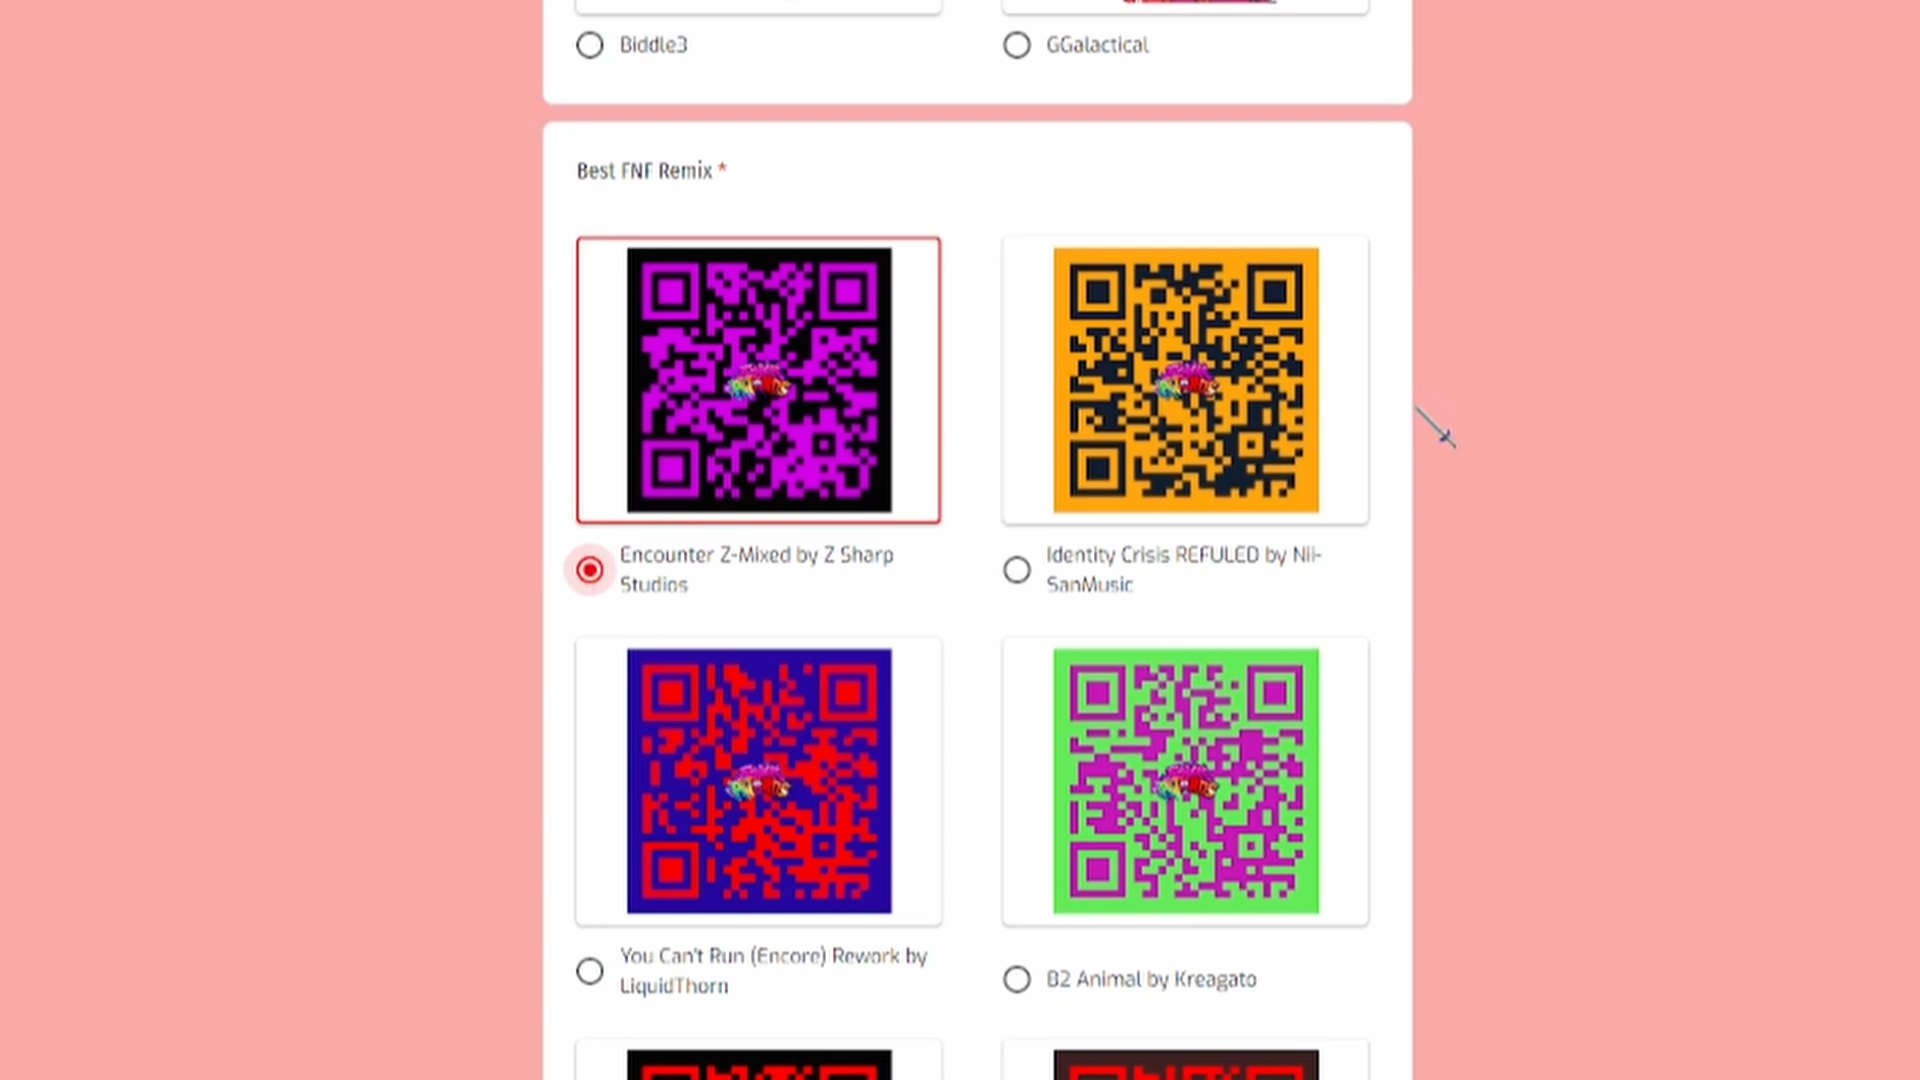 Biddle3
GGalactical
Best FNF Remix *
Encounter Z-Mixed by Z Sharp
Studios
Identity Crisis REFULED by Nii-
SanMusic
You Can't Run (Encore) Rework by
LiquidThorn
B2 Animal by Kreagato